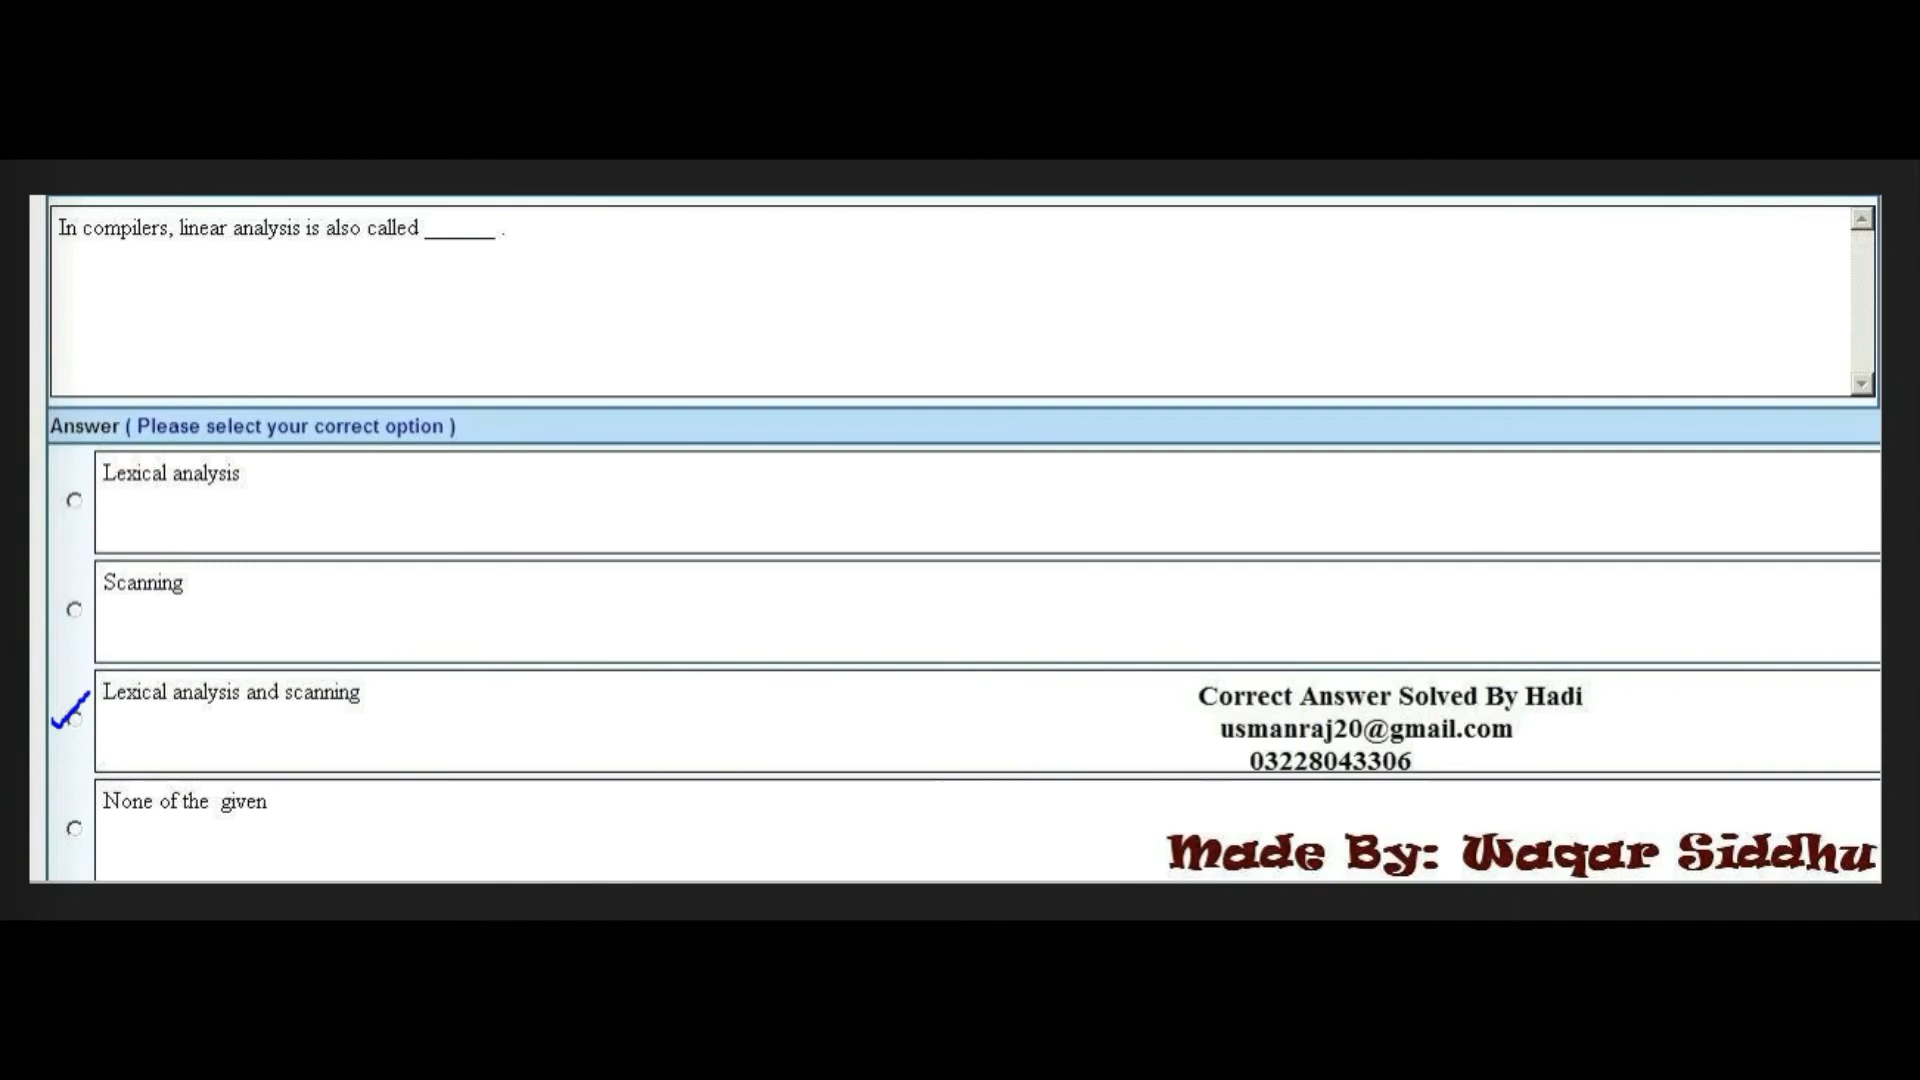 In compilers, linear analysis is also called ______ .
Answer ( Please select your correct option )
Lexical analysis
Scanning
Lexical analysis and scanning
Correct Answer Solved By Hadi
usmanraj20@gmail.com
03228043306
None of the given
Made By: Waqar Siddhu